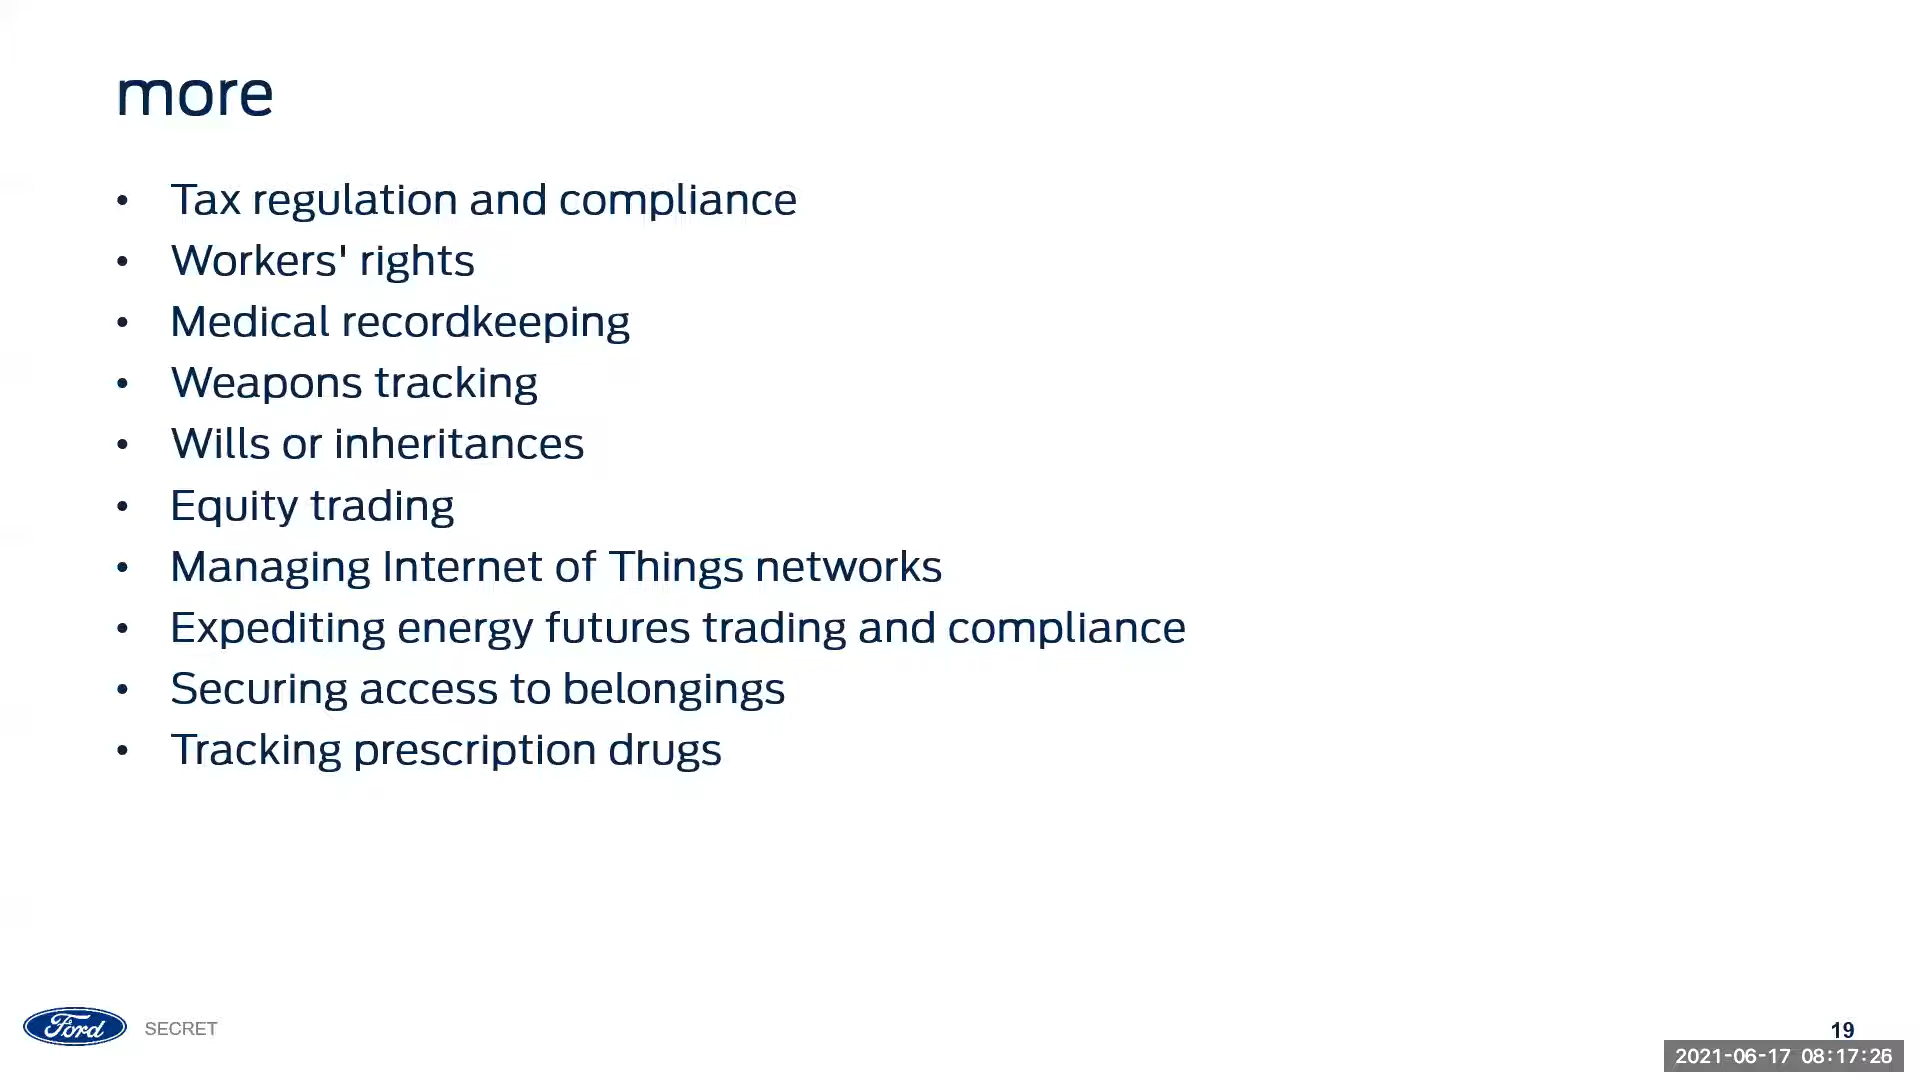 more
• Tax regulation and compliance
• Workers' rights
• Medical recordkeeping
• Weapons tracking
• Wills or inheritances
• Equity trading
• Managing Internet of Things networks
• Expediting energy futures trading and compliance
• Securing access to belongings
• Tracking prescription drugs
Ford SECRET
19
2021-06-17 08:17:26